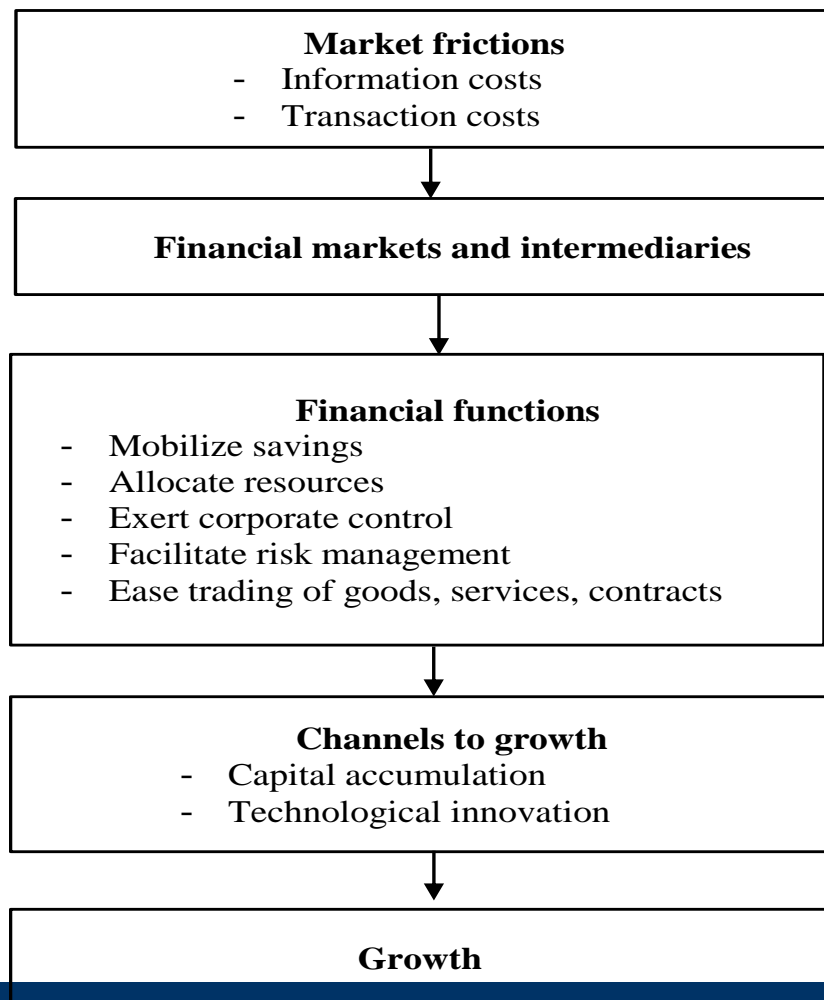 Market frictions
- Information costs
- Transaction costs
Financial markets and intermediaries
Financial functions
- Mobilize savings
- Allocate resources
- Exert corporate control
- Facilitate risk management
- Ease trading of goods, services, contracts
Channels to growth
- Capital accumulation
- Technological innovation
Growth